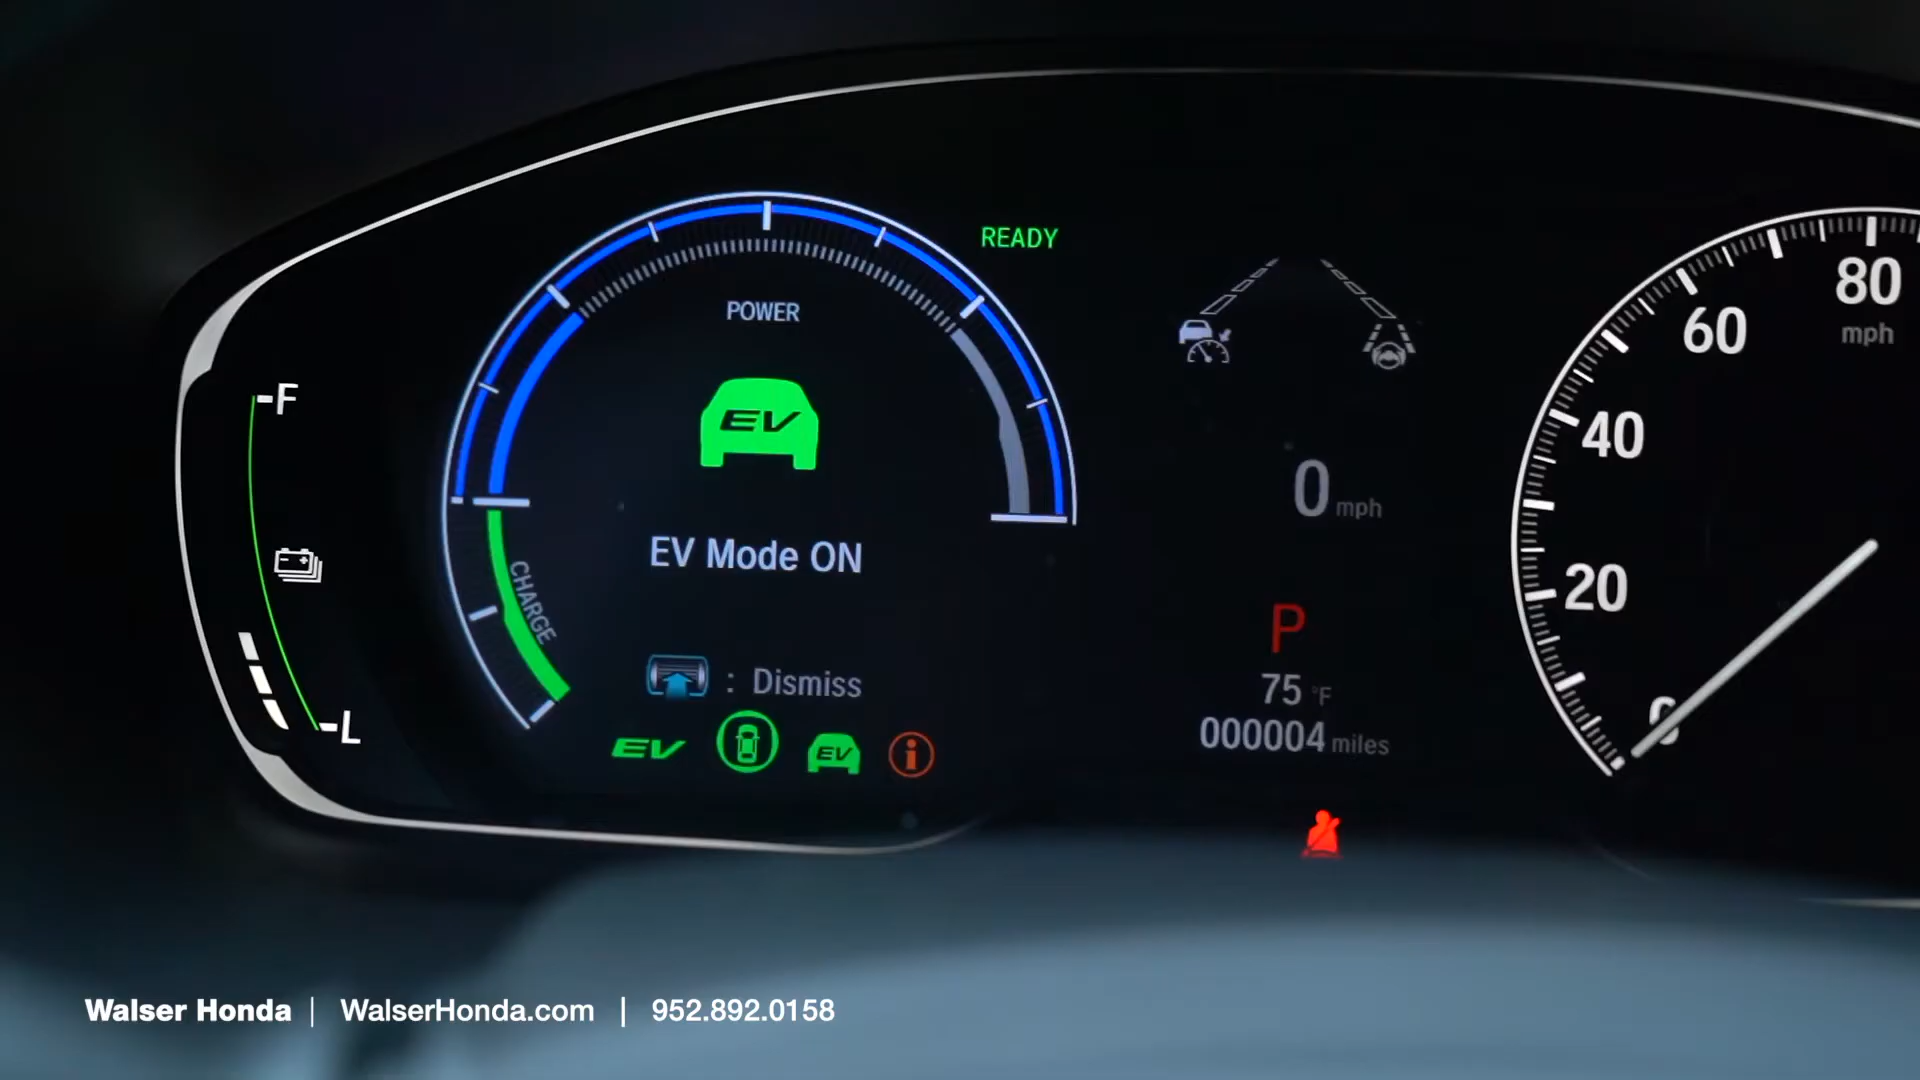 READY
POWER
80
mph
60
F
EV
40
0 mph
EV Mode ON
20
CHARGE
P
: Dismiss
75 °F
0
L
000004 miles
EV
EV
i
Walser Honda | WalserHonda.com | 952.892.0158